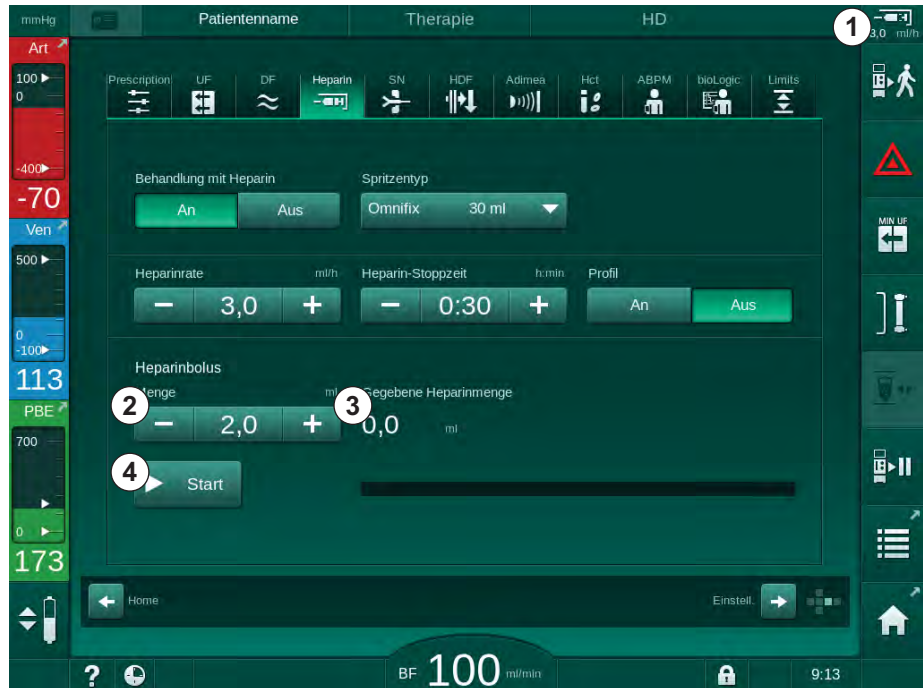 mmHg Patientenname Therapie HD 1 3,0 ml/h
Art
100
0
-400
-70
Ven
500
0
-100
113
PBE
700
0
173
Prescription UF DF Heparin SN HDF Adimea Hct ABPM bioLogic Limits
Behandlung mit Heparin Spritzentyp
An Aus Omnifix 30 ml
Heparinrate ml/h Heparin-Stoppzeit h:min Profil
− 3,0 + − 0:30 + An Aus
Heparinbolus
2 Menge ml 3 Gegebene Heparinmenge
− 2,0 + 0,0 ml
4 Start
Home Einstell.
MIN UF
? BF 100 ml/min 9:13